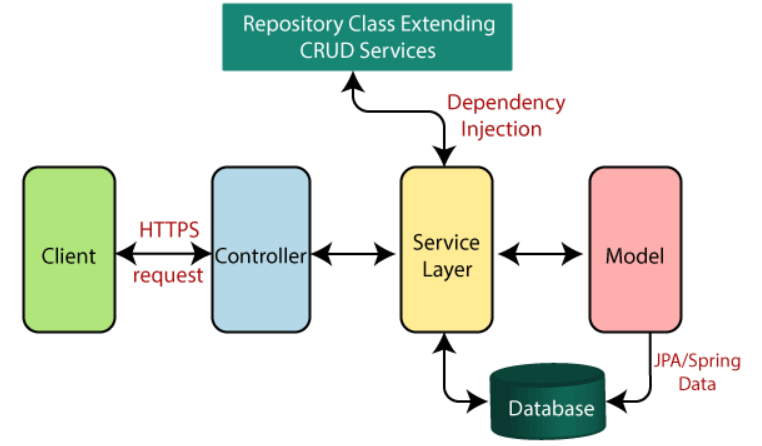 Repository Class Extending
CRUD Services
Dependency
Injection
HTTPS
request
Client
Controller
Service
Layer
Model
JPA/Spring
Data
Database